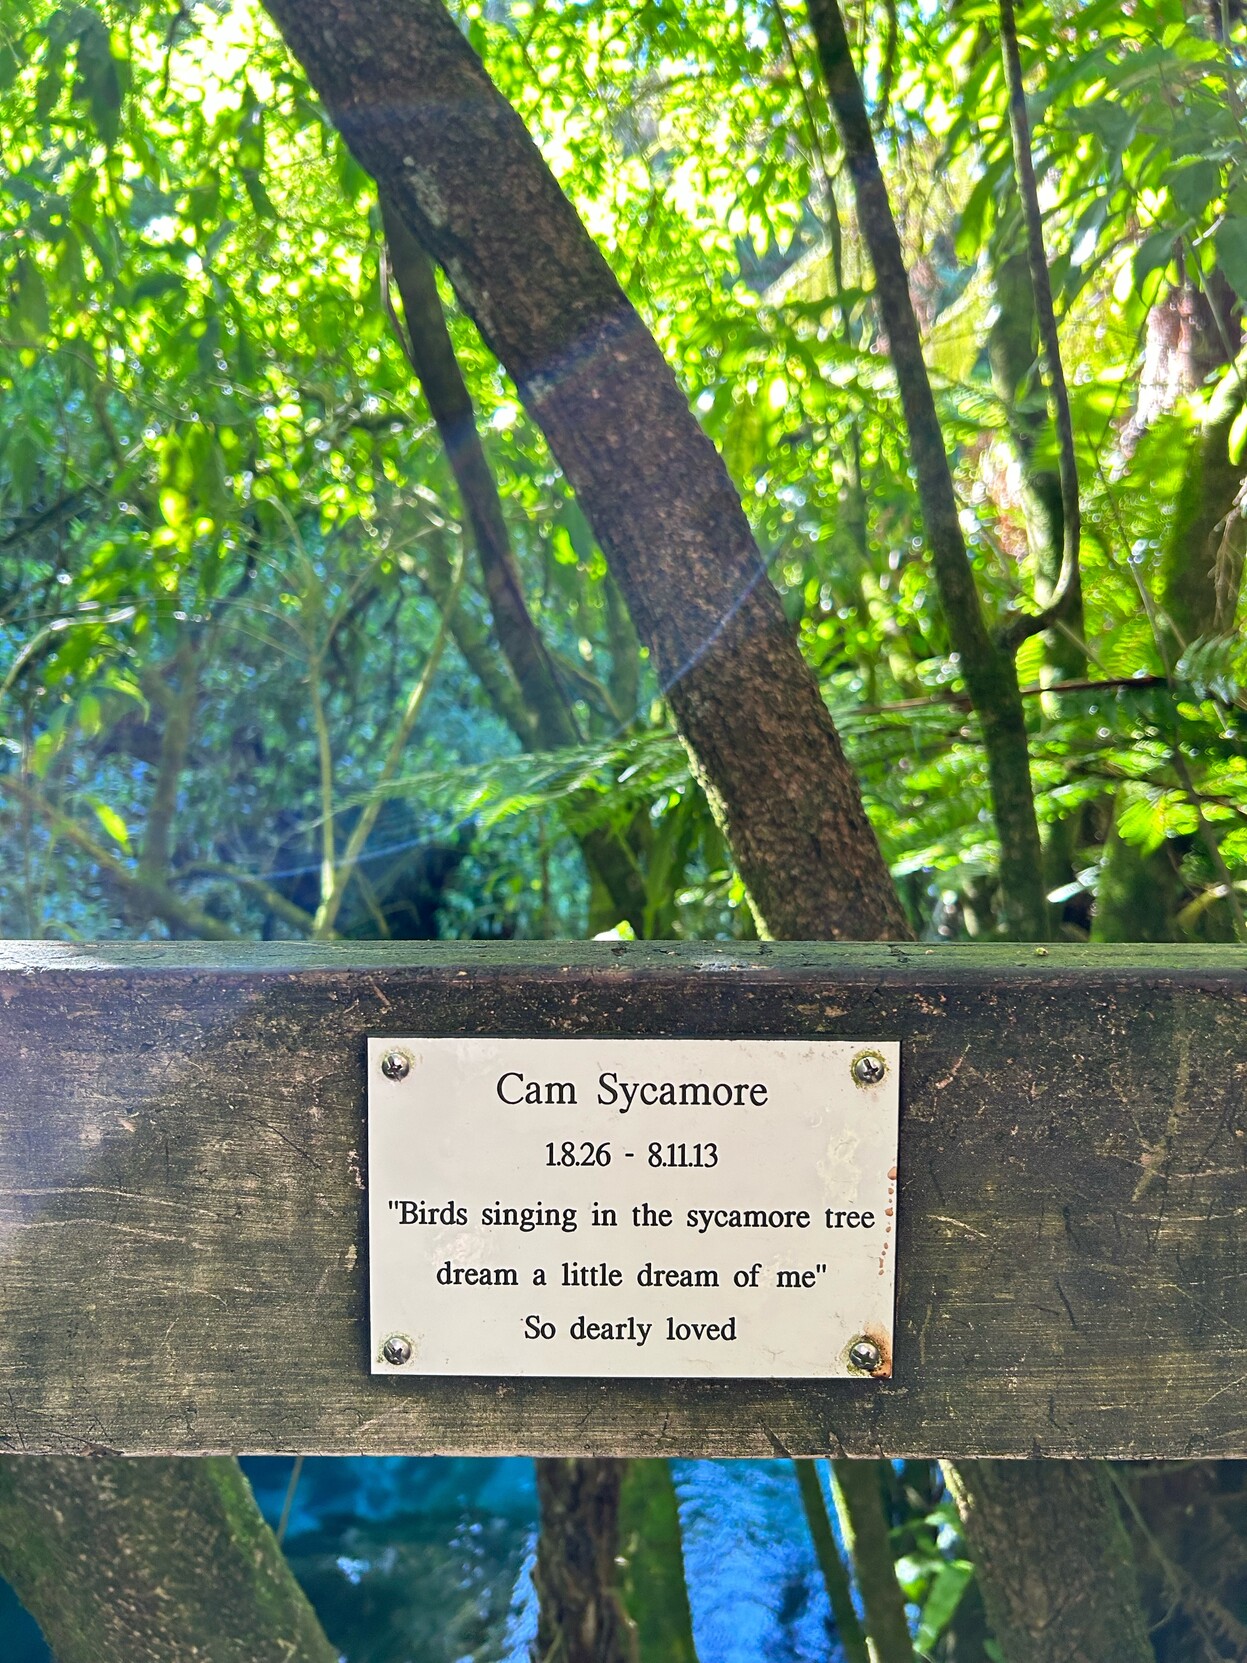 Cam Sycamore
1.8.26 - 8.11.13
"Birds singing in the sycamore tree
dream a little dream of me"
So dearly loved